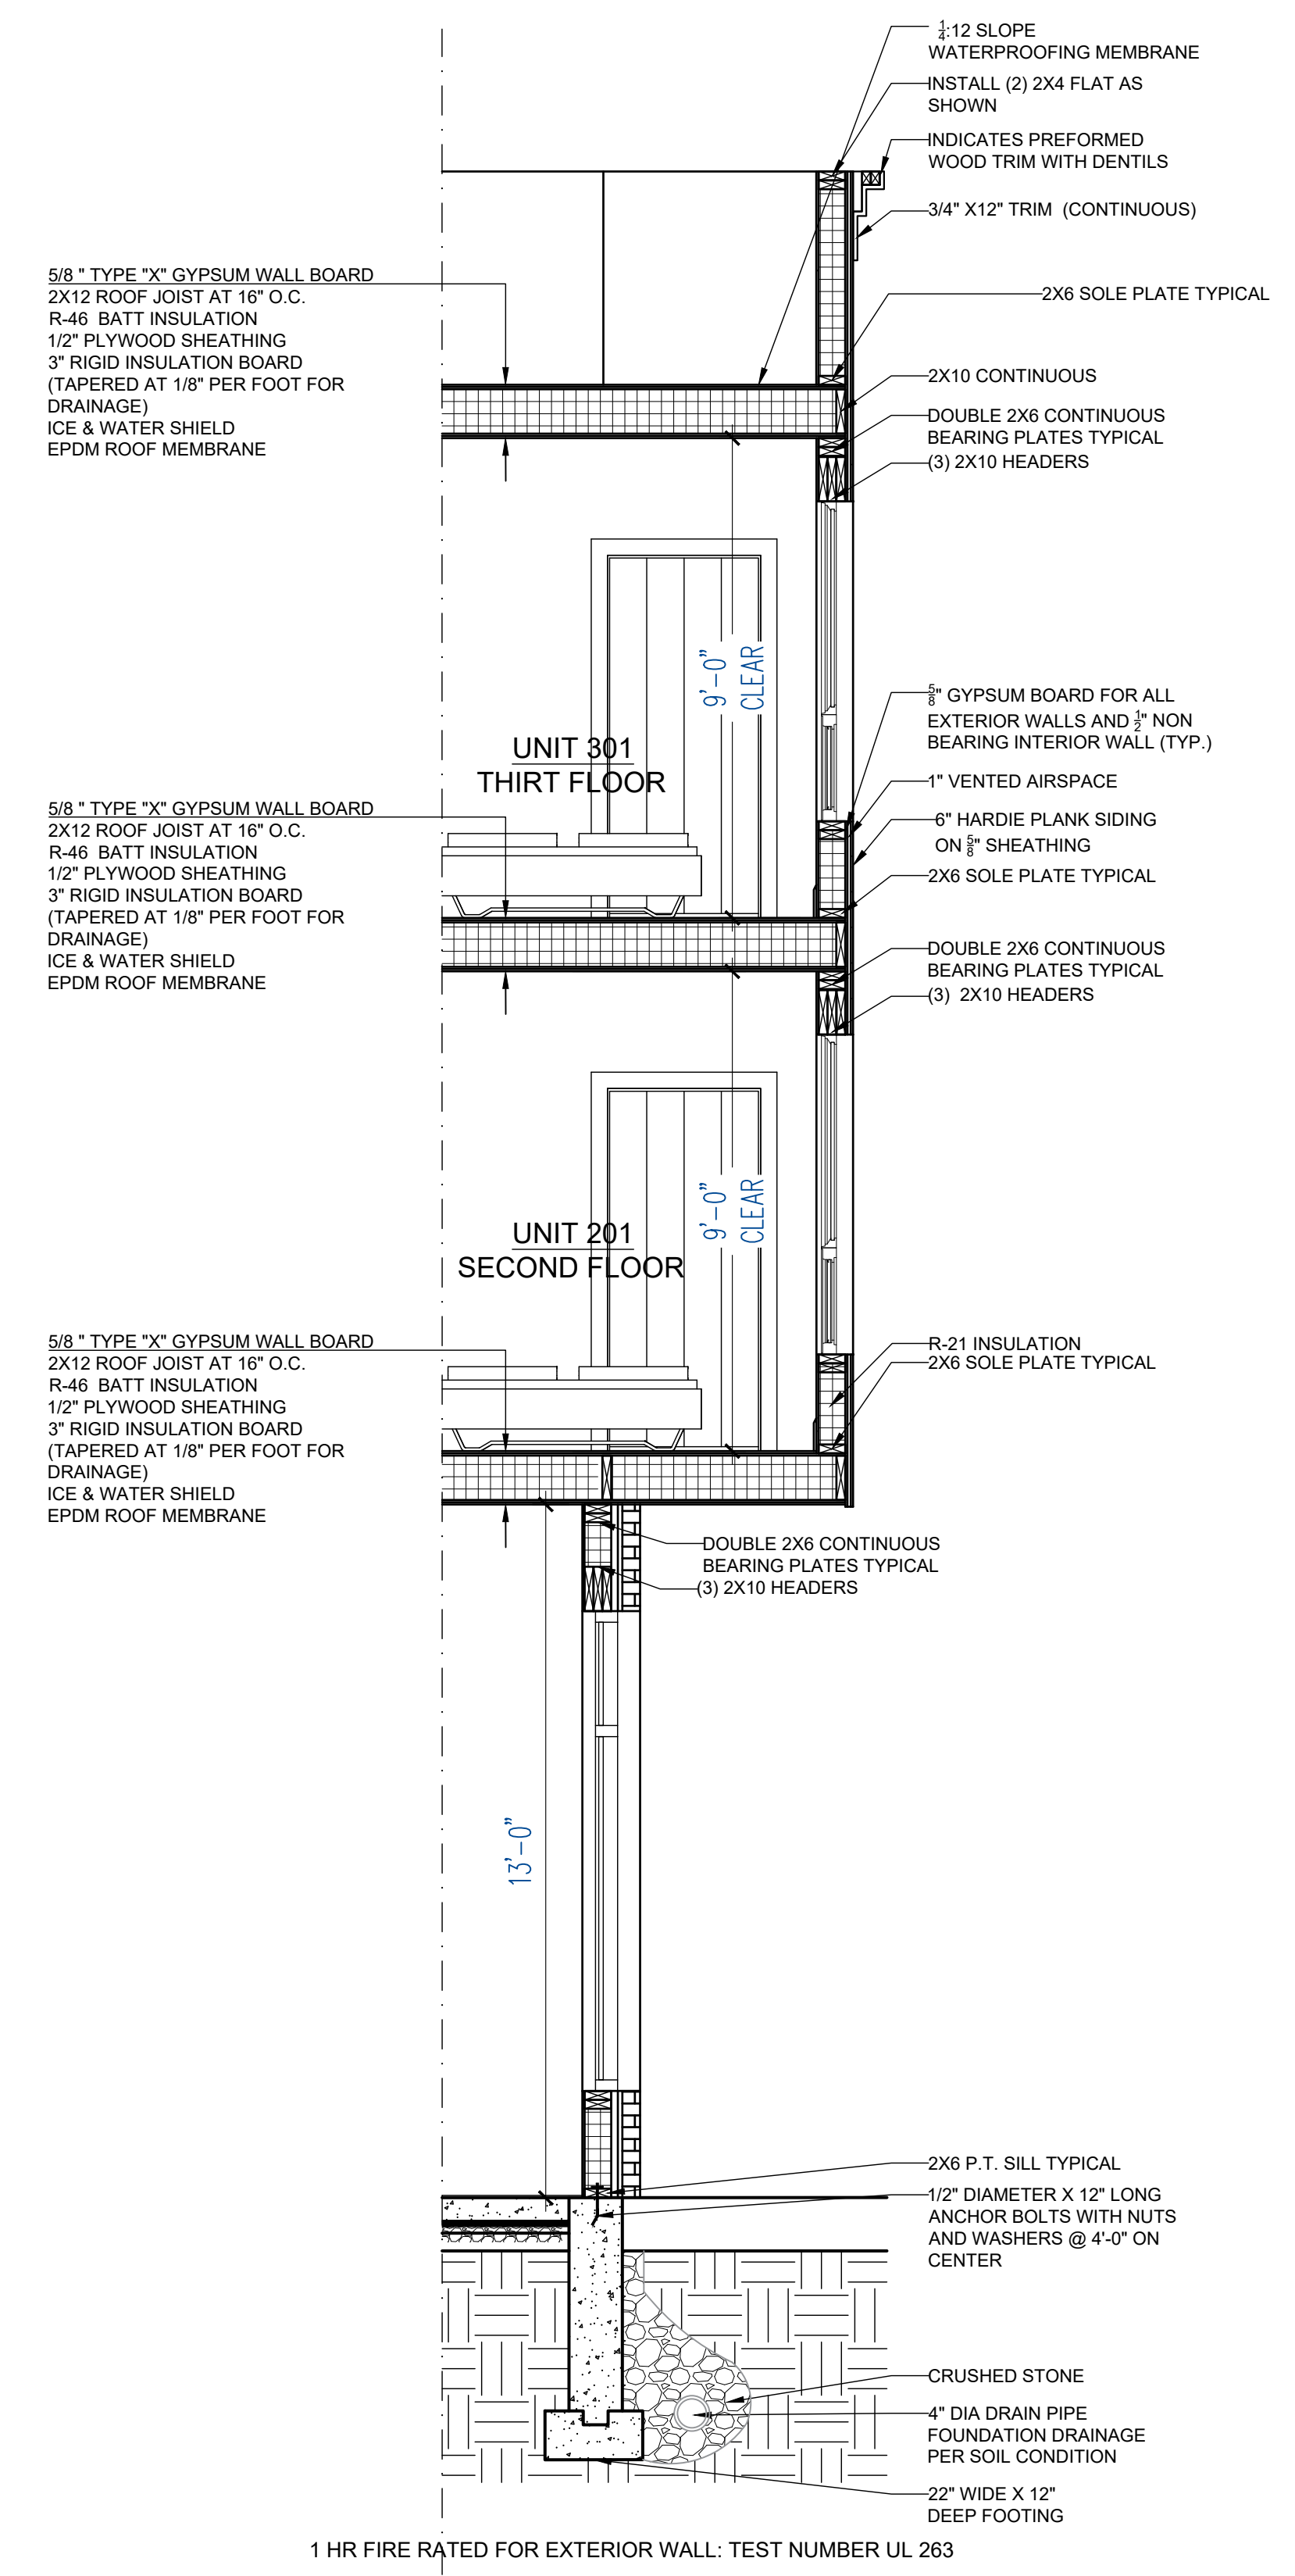 ¼:12 SLOPE
WATERPROOFING MEMBRANE
INSTALL (2) 2X4 FLAT AS
SHOWN
INDICATES PREFORMED
WOOD TRIM WITH DENTILS
3/4" X12" TRIM (CONTINUOUS)
5/8 " TYPE "X" GYPSUM WALL BOARD
2X12 ROOF JOIST AT 16" O.C.
R-46 BATT INSULATION
1/2" PLYWOOD SHEATHING
3" RIGID INSULATION BOARD
(TAPERED AT 1/8" PER FOOT FOR
DRAINAGE)
ICE & WATER SHIELD
EPDM ROOF MEMBRANE
2X6 SOLE PLATE TYPICAL
2X10 CONTINUOUS
DOUBLE 2X6 CONTINUOUS
BEARING PLATES TYPICAL
(3) 2X10 HEADERS
9'-0"
CLEAR
UNIT 301
THIRT FLOOR
⅝" GYPSUM BOARD FOR ALL
EXTERIOR WALLS AND ½" NON
BEARING INTERIOR WALL (TYP.)
1" VENTED AIRSPACE
6" HARDIE PLANK SIDING
ON ⅝" SHEATHING
2X6 SOLE PLATE TYPICAL
5/8 " TYPE "X" GYPSUM WALL BOARD
2X12 ROOF JOIST AT 16" O.C.
R-46 BATT INSULATION
1/2" PLYWOOD SHEATHING
3" RIGID INSULATION BOARD
(TAPERED AT 1/8" PER FOOT FOR
DRAINAGE)
ICE & WATER SHIELD
EPDM ROOF MEMBRANE
DOUBLE 2X6 CONTINUOUS
BEARING PLATES TYPICAL
(3) 2X10 HEADERS
9'-0"
CLEAR
UNIT 201
SECOND FLOOR
R-21 INSULATION
2X6 SOLE PLATE TYPICAL
5/8 " TYPE "X" GYPSUM WALL BOARD
2X12 ROOF JOIST AT 16" O.C.
R-46 BATT INSULATION
1/2" PLYWOOD SHEATHING
3" RIGID INSULATION BOARD
(TAPERED AT 1/8" PER FOOT FOR
DRAINAGE)
ICE & WATER SHIELD
EPDM ROOF MEMBRANE
DOUBLE 2X6 CONTINUOUS
BEARING PLATES TYPICAL
(3) 2X10 HEADERS
13'-0"
2X6 P.T. SILL TYPICAL
1/2" DIAMETER X 12" LONG
ANCHOR BOLTS WITH NUTS
AND WASHERS @ 4'-0" ON
CENTER
CRUSHED STONE
4" DIA DRAIN PIPE
FOUNDATION DRAINAGE
PER SOIL CONDITION
22" WIDE X 12"
DEEP FOOTING
1 HR FIRE RATED FOR EXTERIOR WALL: TEST NUMBER UL 263